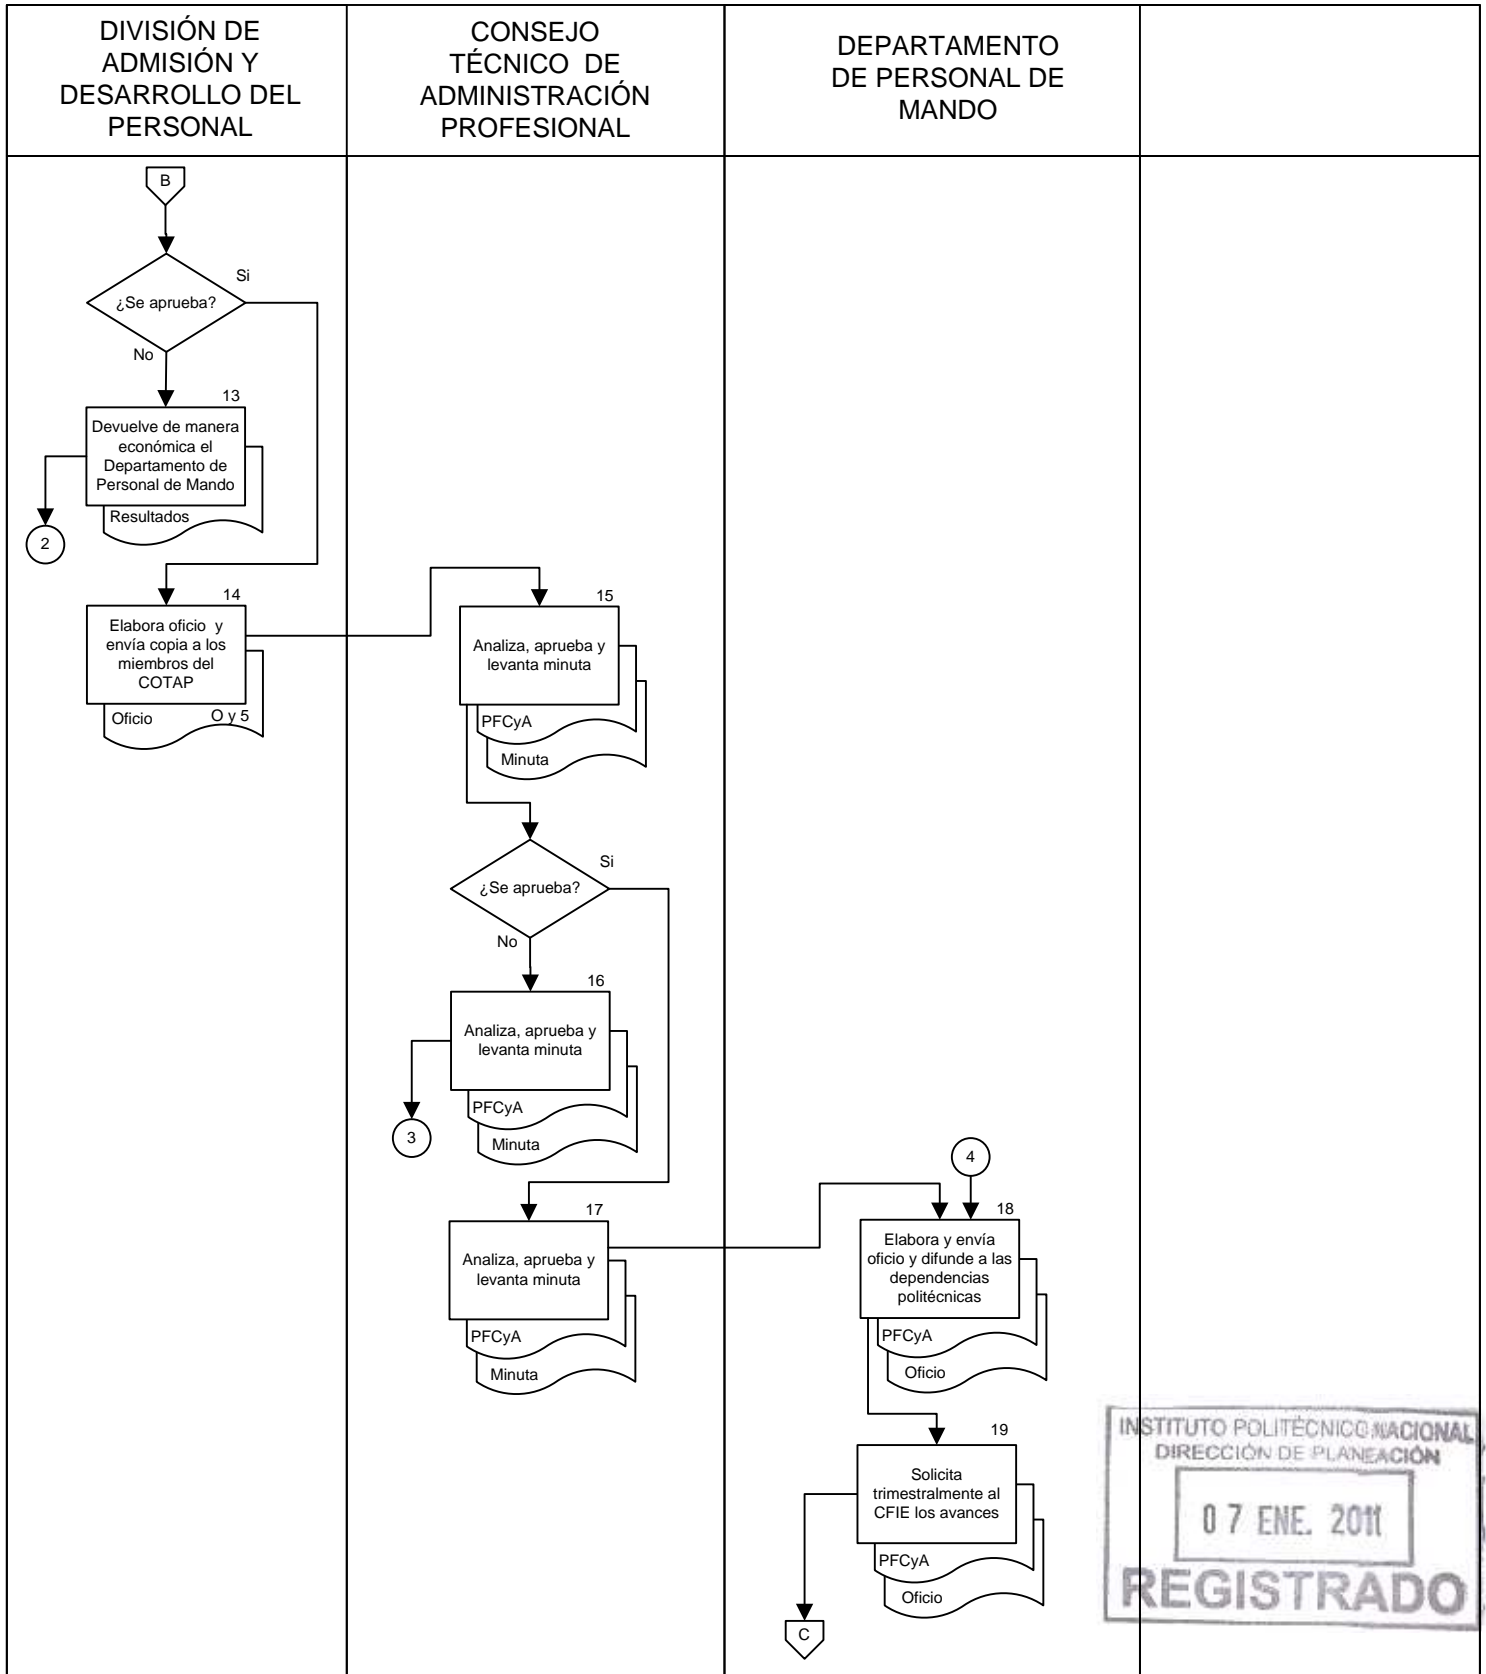 DIVISIÓN DE
ADMISIÓN Y
DESARROLLO DEL
PERSONAL
CONSEJO
TÉCNICO DE
ADMINISTRACIÓN
PROFESIONAL
DEPARTAMENTO
DE PERSONAL DE
MANDO
B
¿Se aprueba?
Si
No
13
Devuelve de manera
económica el
Departamento de
Personal de Mando
Resultados
2
14
Elabora oficio y
envía copia a los
miembros del
COTAP
Oficio O y 5
15
Analiza, aprueba y
levanta minuta
PFCyA
Minuta
¿Se aprueba?
Si
No
16
Analiza, aprueba y
levanta minuta
PFCyA
Minuta
3
17
Analiza, aprueba y
levanta minuta
PFCyA
Minuta
4
18
Elabora y envía
oficio y difunde a las
dependencias
politécnicas
PFCyA
Oficio
19
Solicita
trimestralmente al
CFIE los avances
PFCyA
Oficio
C
INSTITUTO POLITÉCNICO NACIONAL
DIRECCIÓN DE PLANEACIÓN
07 ENE. 2011
REGISTRADO